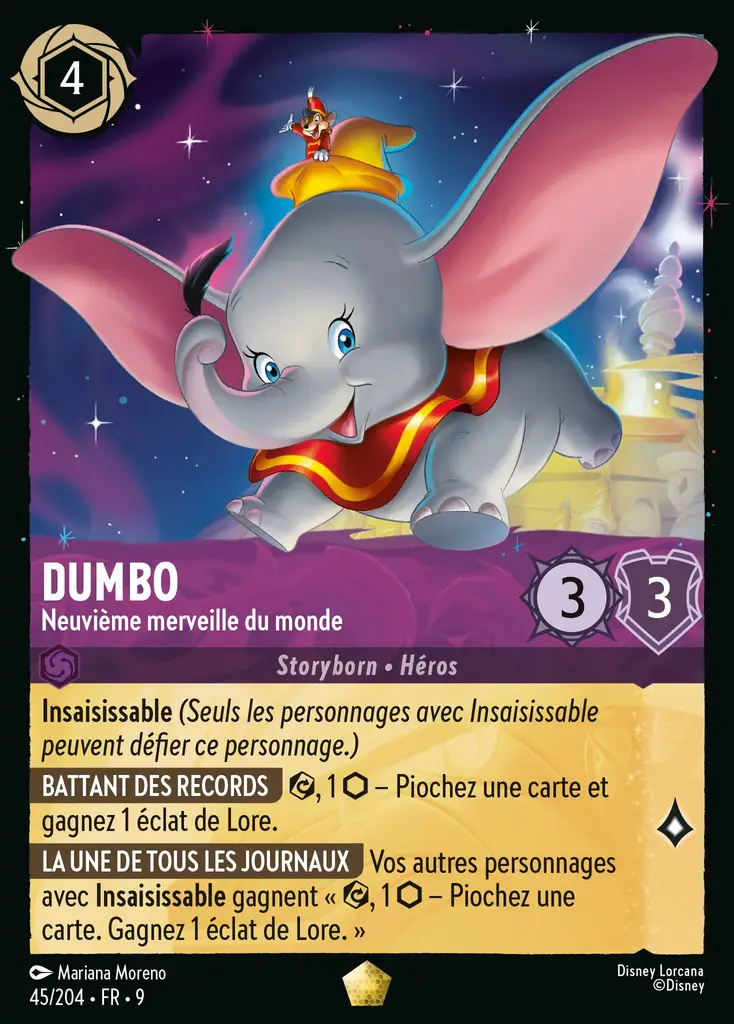 4
DUMBO
Neuvième merveille du monde
3
3
Storyborn • Héros
Insaisissable (Seuls les personnages avec Insaisissable
peuvent défier ce personnage.)
BATTANT DES RECORDS , 1 – Piochez une carte et
gagnez 1 éclat de Lore.
LA UNE DE TOUS LES JOURNAUX Vos autres personnages
avec Insaisissable gagnent « , 1 – Piochez une
carte. Gagnez 1 éclat de Lore. »
Mariana Moreno
45/204 • FR • 9
Disney Lorcana
©Disney